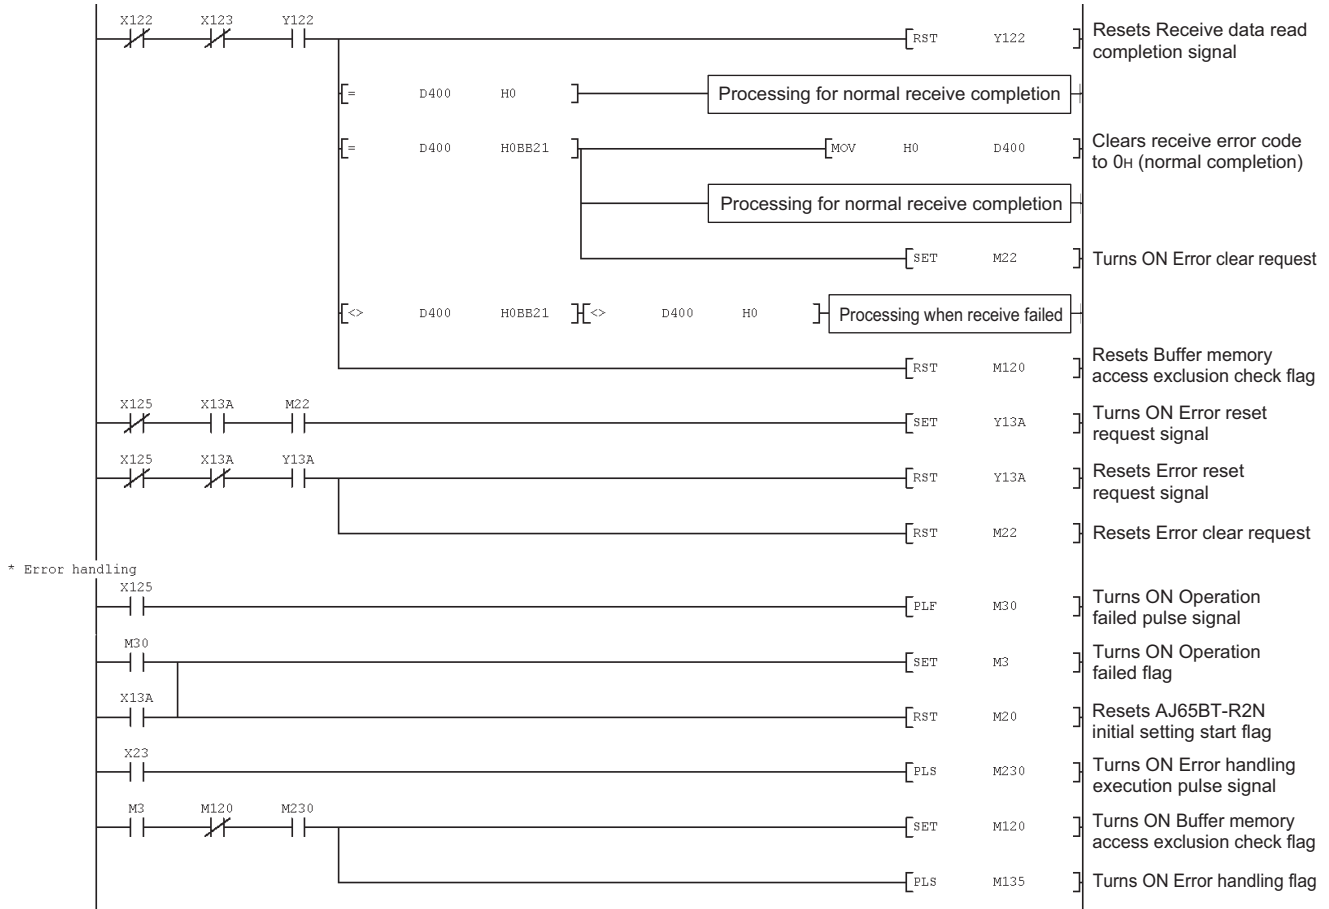 X122 X123 Y122
RST Y122
Resets Receive data read
completion signal
= D400 H0
Processing for normal receive completion
= D400 H0BB21
MOV H0 D400
Clears receive error code
to 0H (normal completion)
Processing for normal receive completion
SET M22
Turns ON Error clear request
<> D400 H0BB21 <> D400 H0
Processing when receive failed
RST M120
Resets Buffer memory
access exclusion check flag
X125 X13A M22
SET Y13A
Turns ON Error reset
request signal
X125 X13A Y13A
RST Y13A
Resets Error reset
request signal
RST M22
Resets Error clear request
* Error handling
X125
PLF M30
Turns ON Operation
failed pulse signal
M30
SET M3
Turns ON Operation
failed flag
X13A
RST M20
Resets AJ65BT-R2N
initial setting start flag
X23
PLS M230
Turns ON Error handling
execution pulse signal
M3 M120 M230
SET M120
Turns ON Buffer memory
access exclusion check flag
PLS M135
Turns ON Error handling flag